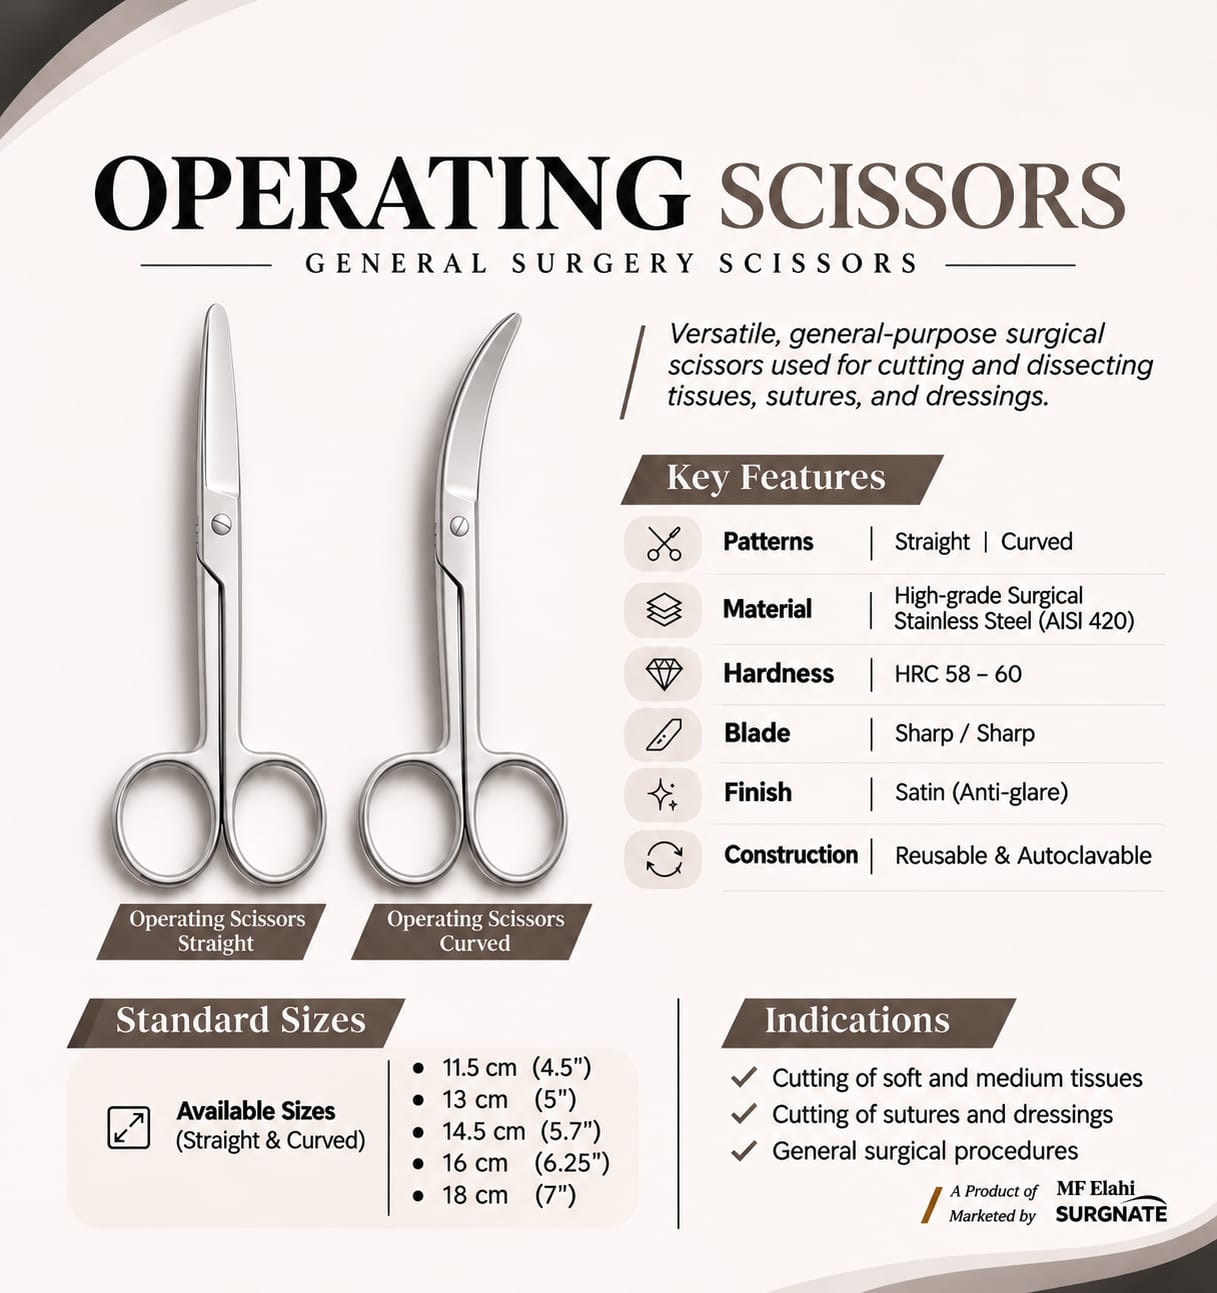 OPERATING SCISSORS
GENERAL SURGERY SCISSORS
Versatile, general-purpose surgical
scissors used for cutting and dissecting
tissues, sutures, and dressings.
Key Features
Patterns | Straight | Curved
Material | High-grade Surgical
Stainless Steel (AISI 420)
Hardness | HRC 58 – 60
Blade | Sharp / Sharp
Finish | Satin (Anti-glare)
Construction | Reusable & Autoclavable
Operating Scissors
Straight
Operating Scissors
Curved
Standard Sizes
Available Sizes
(Straight & Curved)
• 11.5 cm (4.5")
• 13 cm (5")
• 14.5 cm (5.7")
• 16 cm (6.25")
• 18 cm (7")
Indications
✓ Cutting of soft and medium tissues
✓ Cutting of sutures and dressings
✓ General surgical procedures
A Product of MF Elahi
Marketed by SURGNATE